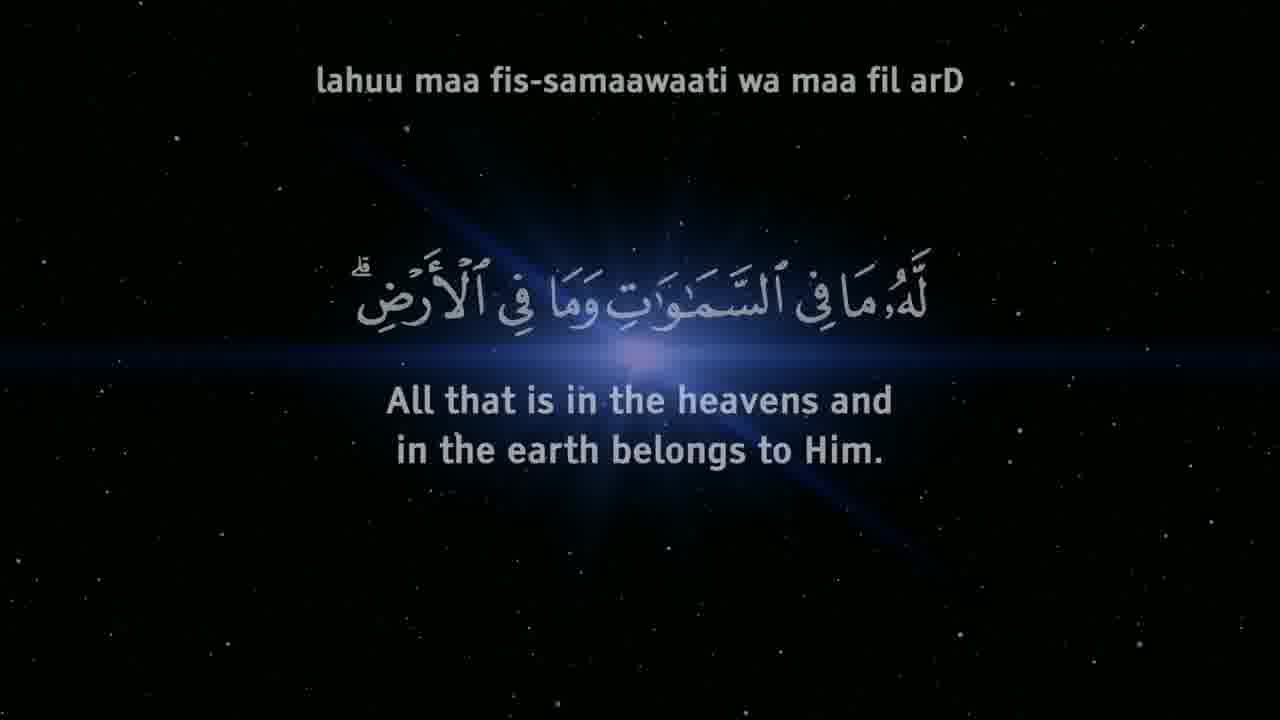 lahuu maa fis-samaawaati wa maa fil arD
لَّهُۥ مَا فِى ٱلسَّمَـٰوَٰتِ وَمَا فِى ٱلْأَرْضِ ۗ
All that is in the heavens and
in the earth belongs to Him.